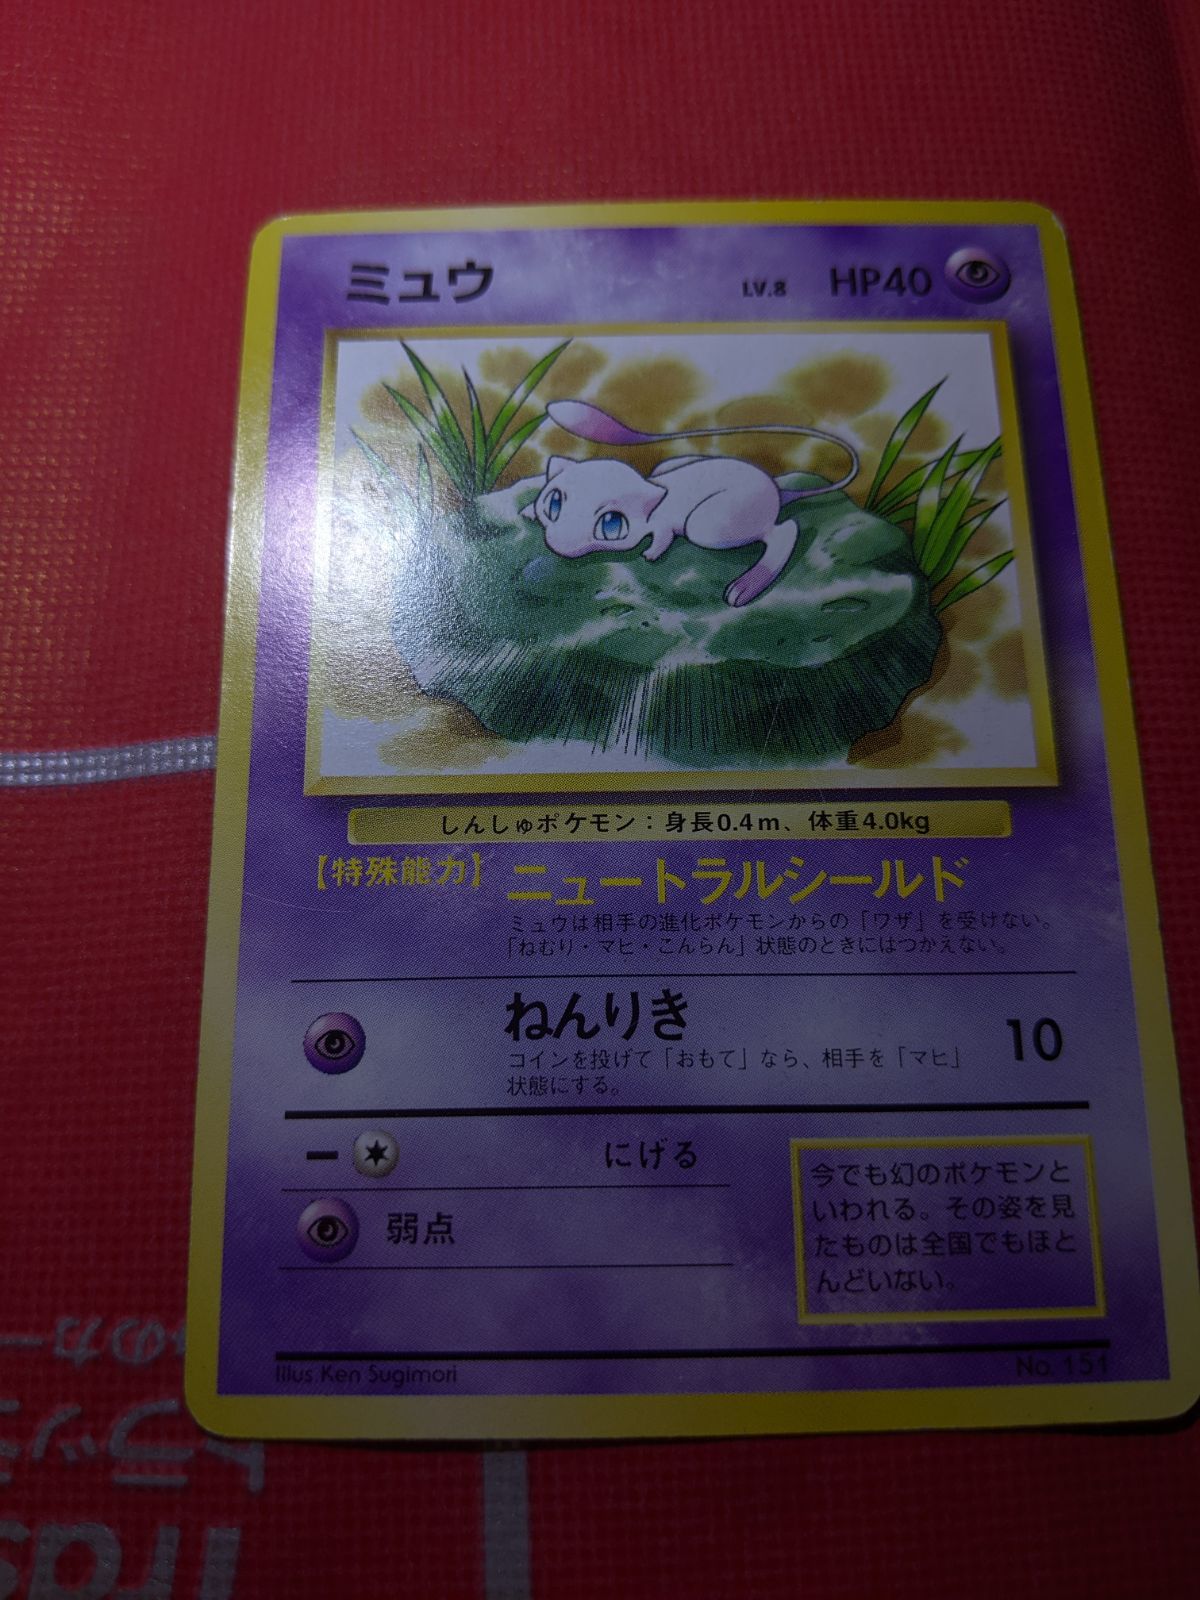 ミュウ LV.8 HP40
しんしゅポケモン：身長0.4m、体重4.0kg
【特殊能力】 ニュートラルシールド
ミュウは相手の進化ポケモンからの「ワザ」を受けない。
「ねむり・マヒ・こんらん」状態のときにはつかえない。
ねんりき 10
コインを投げて「おもて」なら、相手を「マヒ」
状態にする。
ー にげる
弱点
今でも幻のポケモンと
いわれる。その姿を見
たものは全国でもほと
んどいない。
Illus. Ken Sugimori No. 151